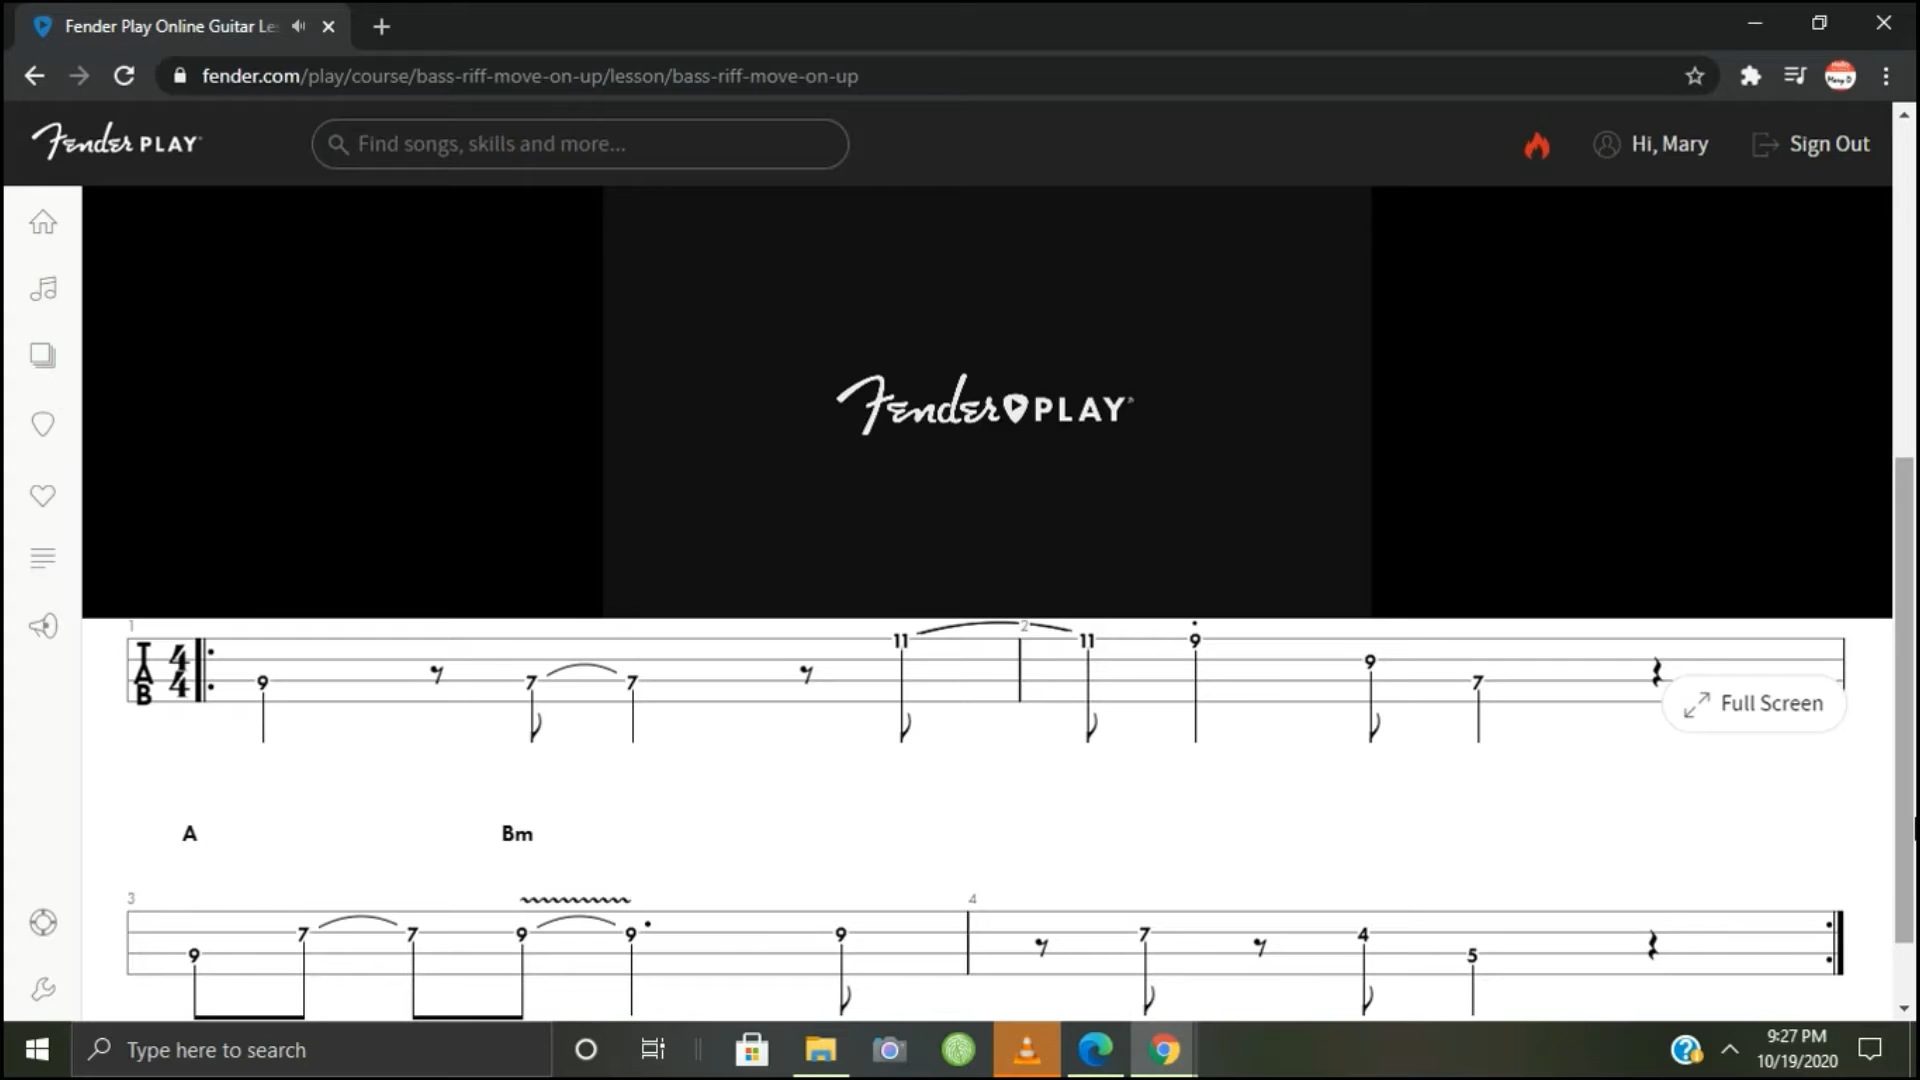 Fender Play Online Guitar Le
fender.com/play/course/bass-riff-move-on-up/lesson/bass-riff-move-on-up
Fender PLAY
Find songs, skills and more...
Hi, Mary
Sign Out
Fender PLAY
1
2
T
A
B
4
4
9 7 7 11 11 9 9 7
Full Screen
A Bm
3
4
9 7 7 9 9 9 7 4 5
Type here to search
9:27 PM
10/19/2020